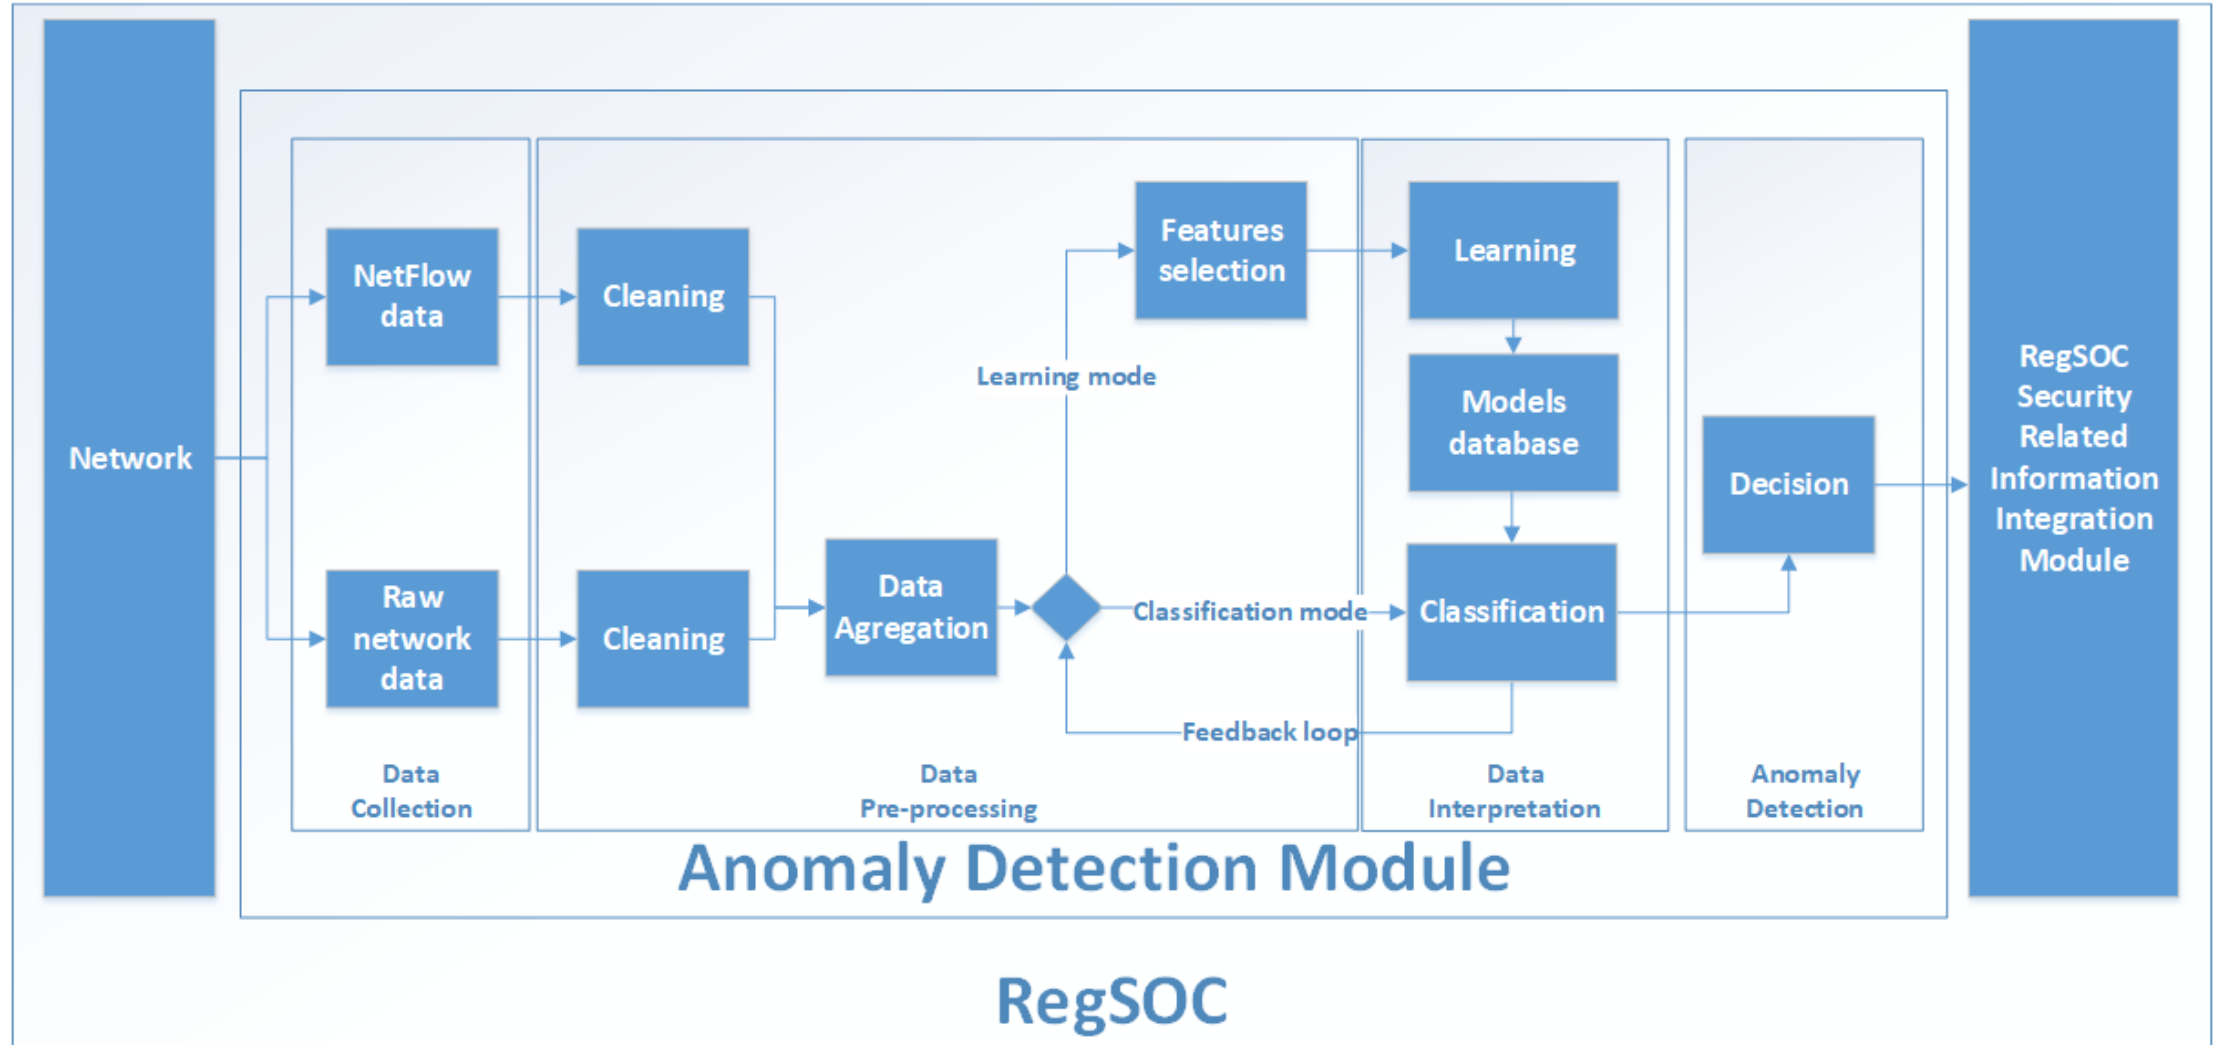 Network
NetFlow
data
Raw
network
data
Data
Collection
Cleaning
Cleaning
Data
Agregation
Learning mode
Classification mode
Feedback loop
Features
selection
Data
Pre-processing
Learning
Models
database
Classification
Data
Interpretation
Decision
Anomaly
Detection
RegSOC
Security
Related
Information
Integration
Module
Anomaly Detection Module
RegSOC